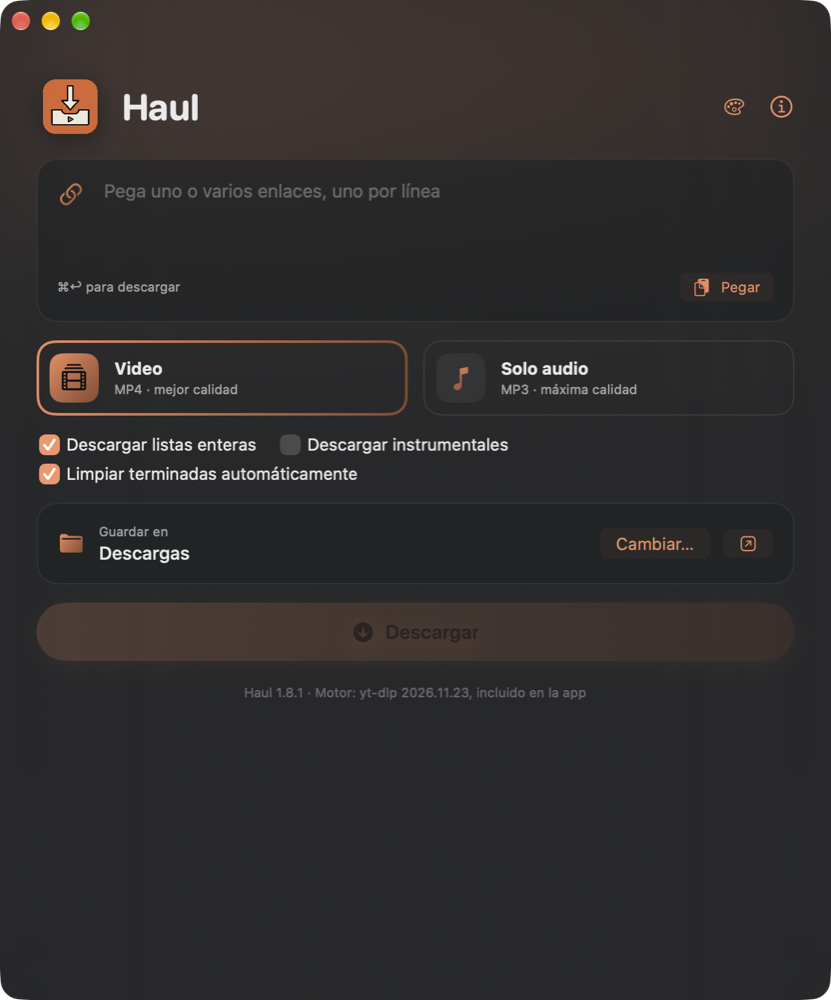 Haul
Pega uno o varios enlaces, uno por línea
⌘↩ para descargar
Pegar
Video
MP4 · mejor calidad
Solo audio
MP3 · máxima calidad
Descargar listas enteras
Descargar instrumentales
Limpiar terminadas automáticamente
Guardar en
Descargas
Cambiar...
Descargar
Haul 1.8.1 · Motor: yt-dlp 2026.11.23, incluido en la app